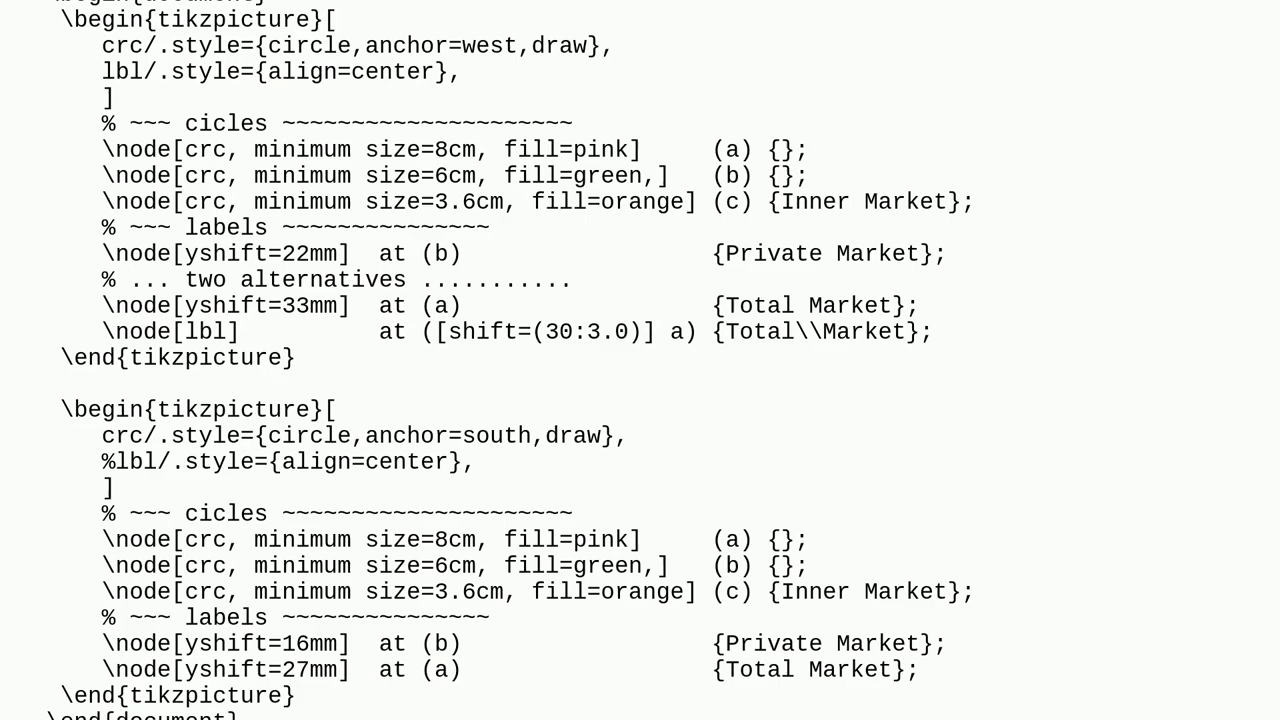 \begin{document}
\begin{tikzpicture}[
crc/.style={circle,anchor=west,draw},
lbl/.style={align=center},
]
% ~~~ cicles ~~~~~~~~~~~~~~~~~~~~~
\node[crc, minimum size=8cm, fill=pink]     (a) {};
\node[crc, minimum size=6cm, fill=green,]   (b) {};
\node[crc, minimum size=3.6cm, fill=orange] (c) {Inner Market};
% ~~~ labels ~~~~~~~~~~~~~~~
\node[yshift=22mm]  at (b)                  {Private Market};
% ... two alternatives ...........
\node[yshift=33mm]  at (a)                  {Total Market};
\node[lbl]          at ([shift=(30:3.0)] a) {Total\\Market};
\end{tikzpicture}
\begin{tikzpicture}[
crc/.style={circle,anchor=south,draw},
%lbl/.style={align=center},
]
% ~~~ cicles ~~~~~~~~~~~~~~~~~~~~~
\node[crc, minimum size=8cm, fill=pink]     (a) {};
\node[crc, minimum size=6cm, fill=green,]   (b) {};
\node[crc, minimum size=3.6cm, fill=orange] (c) {Inner Market};
% ~~~ labels ~~~~~~~~~~~~~~~
\node[yshift=16mm]  at (b)                  {Private Market};
\node[yshift=27mm]  at (a)                  {Total Market};
\end{tikzpicture}
\end{document}